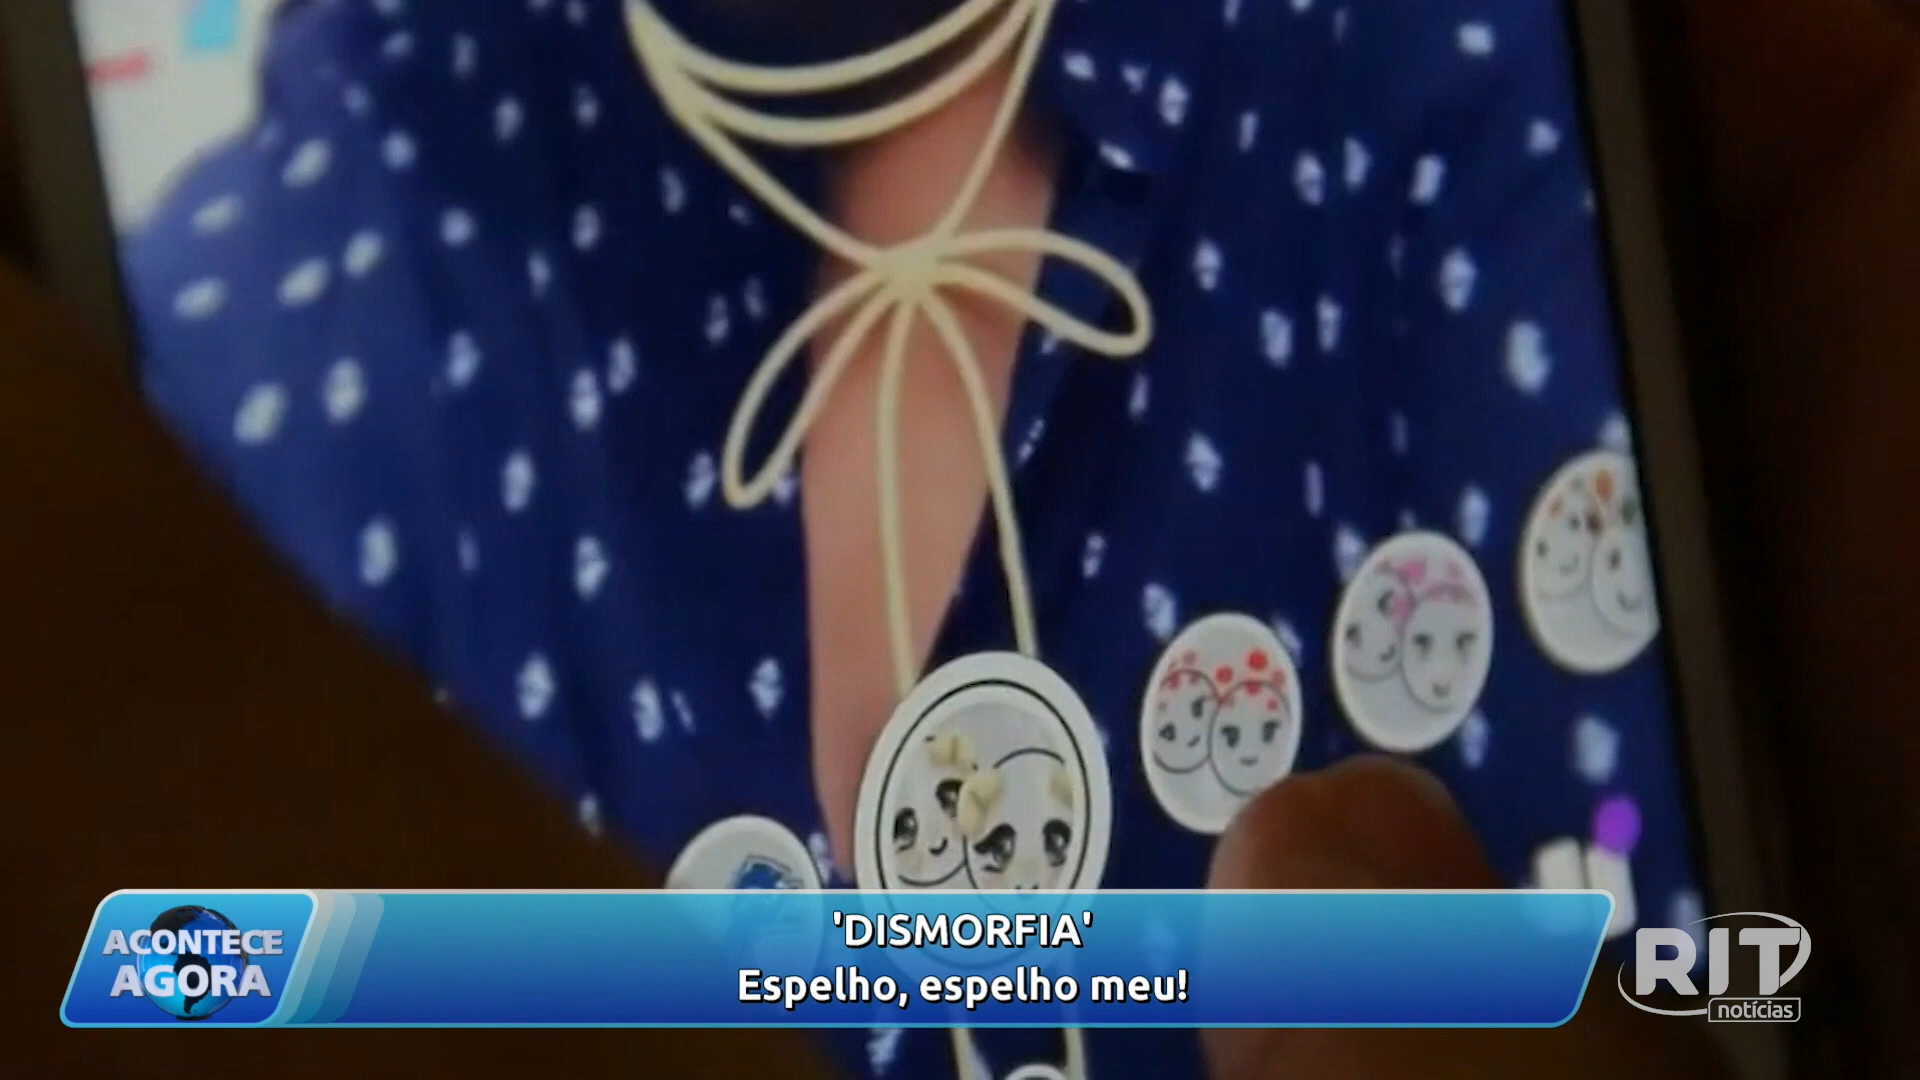 'DISMORFIA'
Espelho, espelho meu!
ACONTECE
AGORA
RIT
notícias